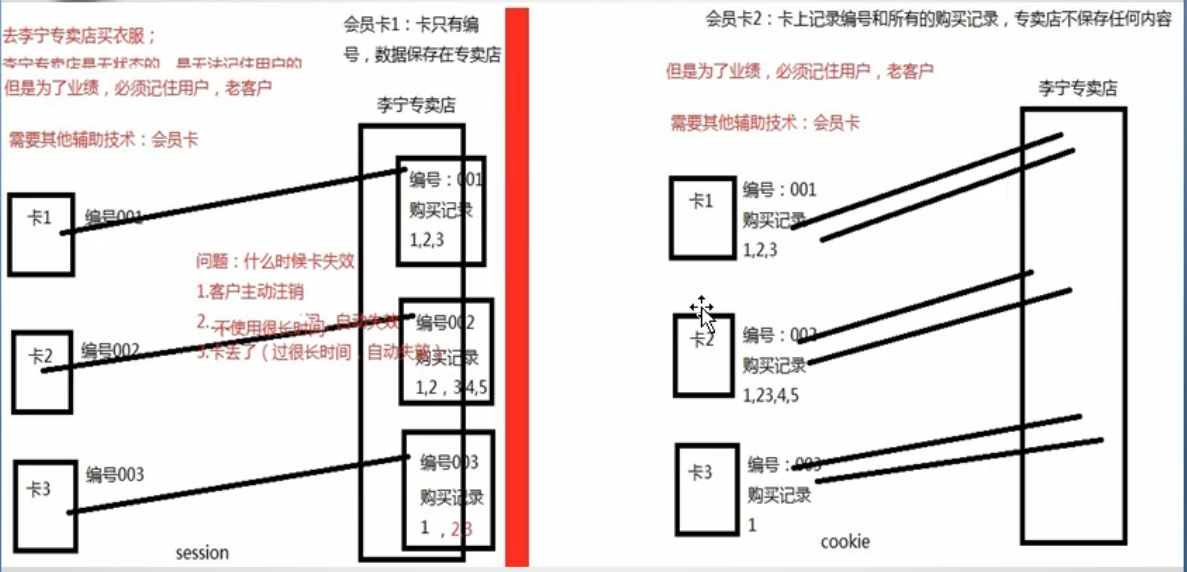 去李宁专卖店买衣服；
李宁专卖店是无状态的，是无法记住用户的
但是为了业绩，必须记住用户，老客户
需要其他辅助技术：会员卡
会员卡1：卡只有编
号，数据保存在专卖店
李宁专卖店
卡1
编号001
编号：001
购买记录
1,2,3
问题：什么时候卡失效
1.客户主动注销
2.不使用很长时间，自动失效
3.卡去了（过很长时间，自动失效）
卡2
编号002
编号002
购买记录
1,2，3,4,5
卡3
编号003
编号003
购买记录
1，2 3
session
会员卡2：卡上记录编号和所有的购买记录，专卖店不保存任何内容
但是为了业绩，必须记住用户，老客户
李宁专卖店
需要其他辅助技术：会员卡
卡1
编号：001
购买记录
1,2,3
卡2
编号：002
购买记录
1,23,4,5
卡3
编号：003
购买记录
1
cookie